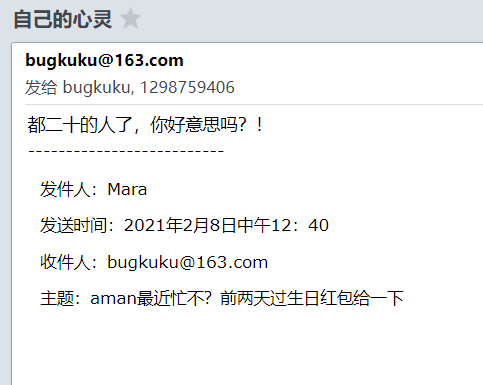 自己的心灵
bugkuku@163.com
发给 bugkuku, 1298759406
都二十的人了，你好意思吗？！
--------------------------
发件人：Mara
发送时间：2021年2月8日中午12：40
收件人：bugkuku@163.com
主题：aman最近忙不？前两天过生日红包给一下